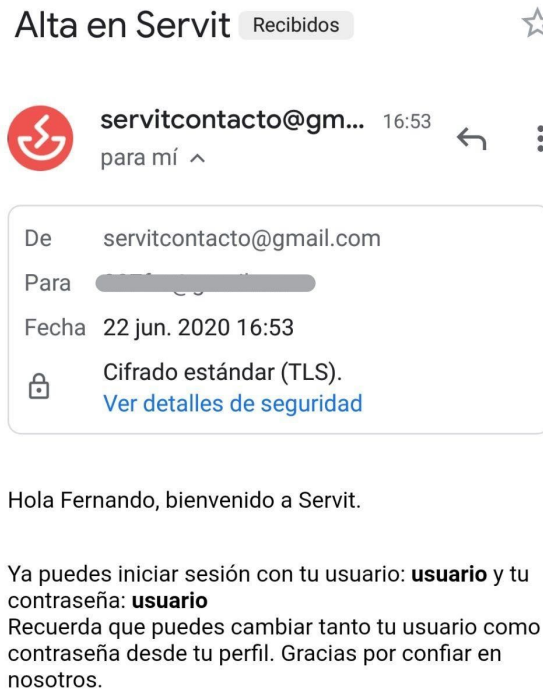 Alta en Servit Recibidos
servitcontacto@gm... 16:53
para mí
De servitcontacto@gmail.com
Para
Fecha 22 jun. 2020 16:53
Cifrado estándar (TLS).
Ver detalles de seguridad
Hola Fernando, bienvenido a Servit.
Ya puedes iniciar sesión con tu usuario: usuario y tu
contraseña: usuario
Recuerda que puedes cambiar tanto tu usuario como
contraseña desde tu perfil. Gracias por confiar en
nosotros.